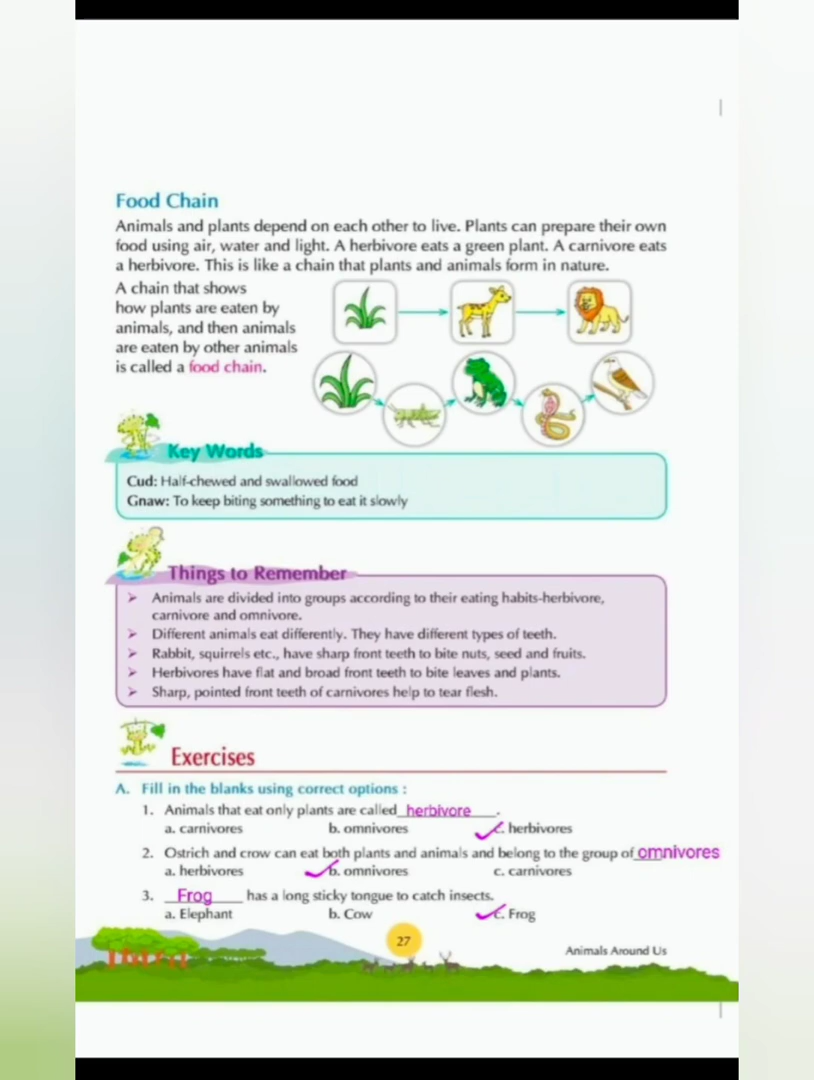 Food Chain
Animals and plants depend on each other to live. Plants can prepare their own
food using air, water and light. A herbivore eats a green plant. A carnivore eats
a herbivore. This is like a chain that plants and animals form in nature.
A chain that shows
how plants are eaten by
animals, and then animals
are eaten by other animals
is called a food chain.
Key Words
Cud: Half-chewed and swallowed food
Gnaw: To keep biting something to eat it slowly
Things to Remember
➢ Animals are divided into groups according to their eating habits-herbivore,
carnivore and omnivore.
➢ Different animals eat differently. They have different types of teeth.
➢ Rabbit, squirrels etc., have sharp front teeth to bite nuts, seed and fruits.
➢ Herbivores have flat and broad front teeth to bite leaves and plants.
➢ Sharp, pointed front teeth of carnivores help to tear flesh.
Exercises
A. Fill in the blanks using correct options :
1. Animals that eat only plants are called herbivore.
a. carnivores b. omnivores c. herbivores
2. Ostrich and crow can eat both plants and animals and belong to the group of omnivores
a. herbivores b. omnivores c. carnivores
3. Frog has a long sticky tongue to catch insects.
a. Elephant b. Cow c. Frog
27
Animals Around Us